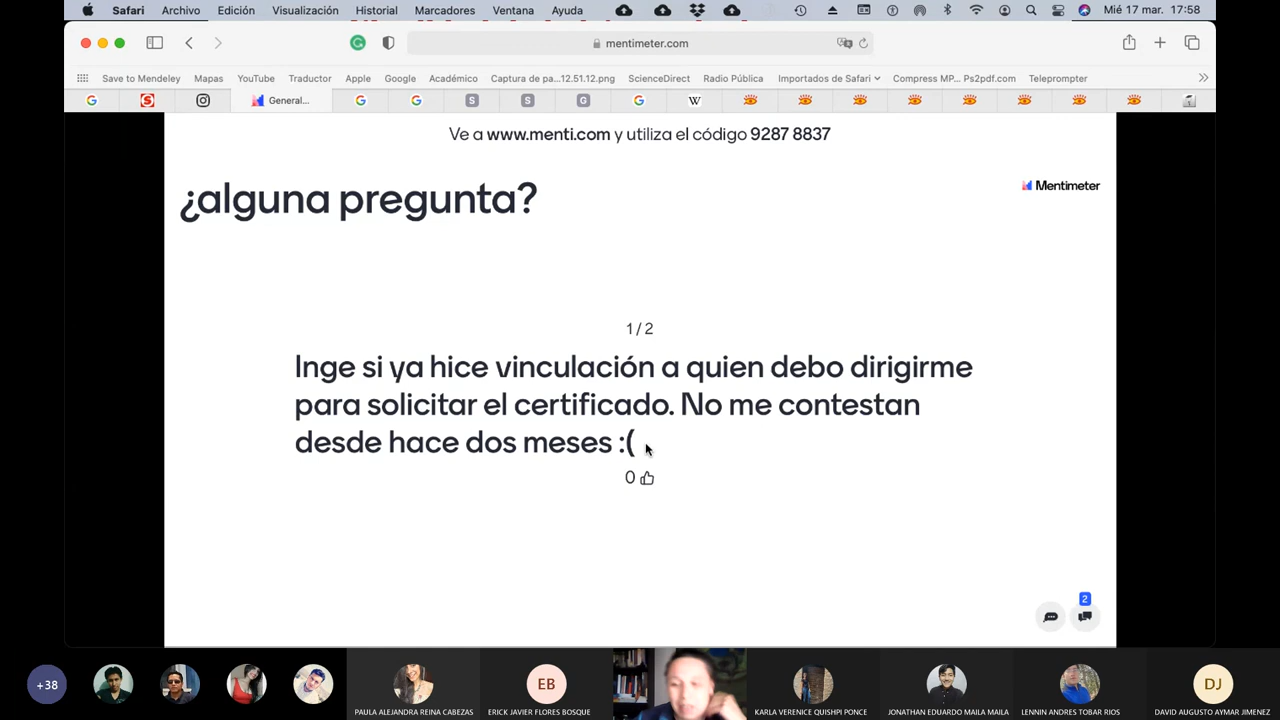 Safari Archivo Edición Visualización Historial Marcadores Ventana Ayuda Mié 17 mar. 17:58
mentimeter.com
Save to Mendeley Mapas YouTube Traductor Apple Google Académico Captura de pa...12.51.12.png ScienceDirect Radio Pública Importados de Safari Compress MP... Ps2pdf.com Teleprompter
General...
Ve a www.menti.com y utiliza el código 9287 8837
¿alguna pregunta?
Mentimeter
1 / 2
Inge si ya hice vinculación a quien debo dirigirme
para solicitar el certificado. No me contestan
desde hace dos meses :(
0
2
+38
EB
DJ
PAULA ALEJANDRA REINA CABEZAS ERICK JAVIER FLORES BOSQUE KARLA VERENICE QUISHPI PONCE JONATHAN EDUARDO MAILA MAILA LENNIN ANDRES TOBAR RIOS DAVID AUGUSTO AYMAR JIMENEZ